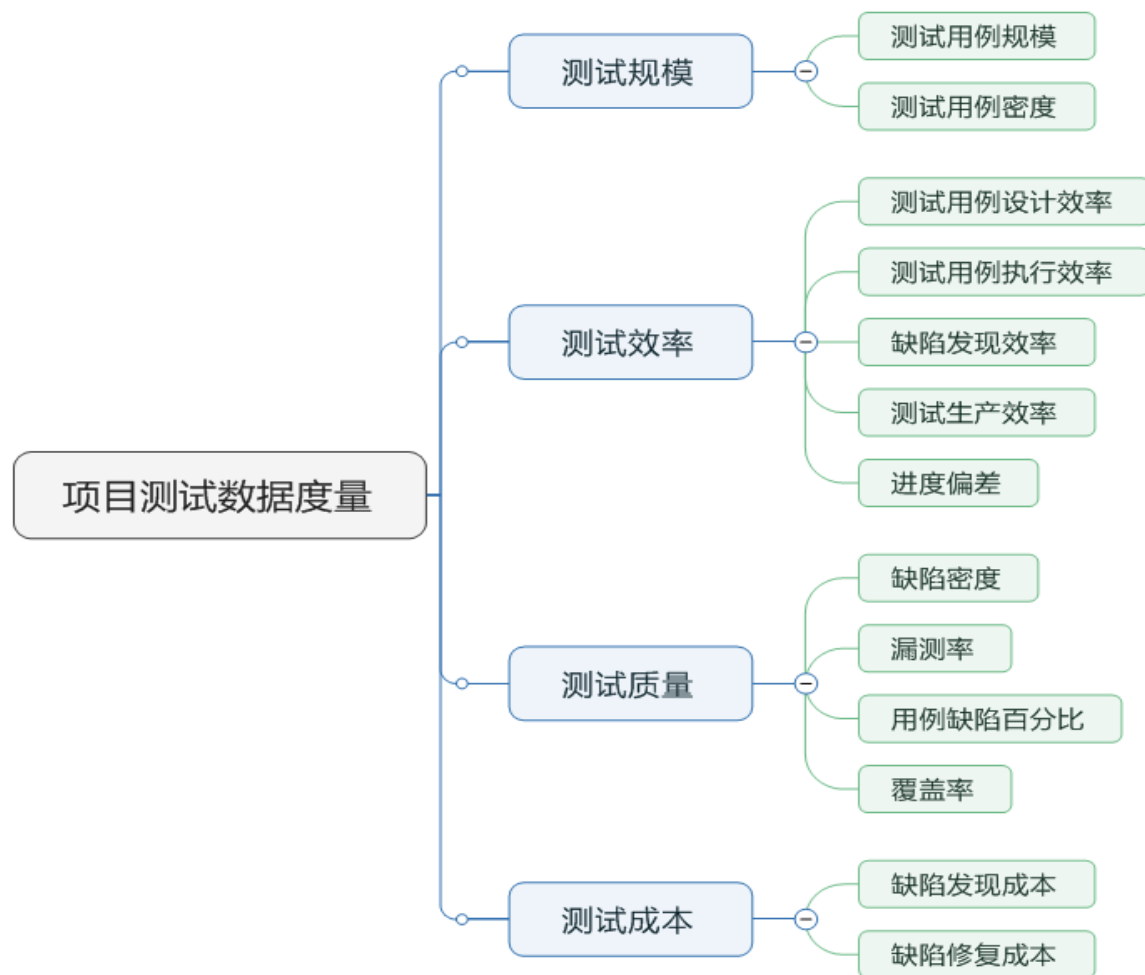 项目测试数据度量
测试规模
测试用例规模
测试用例密度
测试效率
测试用例设计效率
测试用例执行效率
缺陷发现效率
测试生产效率
进度偏差
测试质量
缺陷密度
漏测率
用例缺陷百分比
覆盖率
测试成本
缺陷发现成本
缺陷修复成本